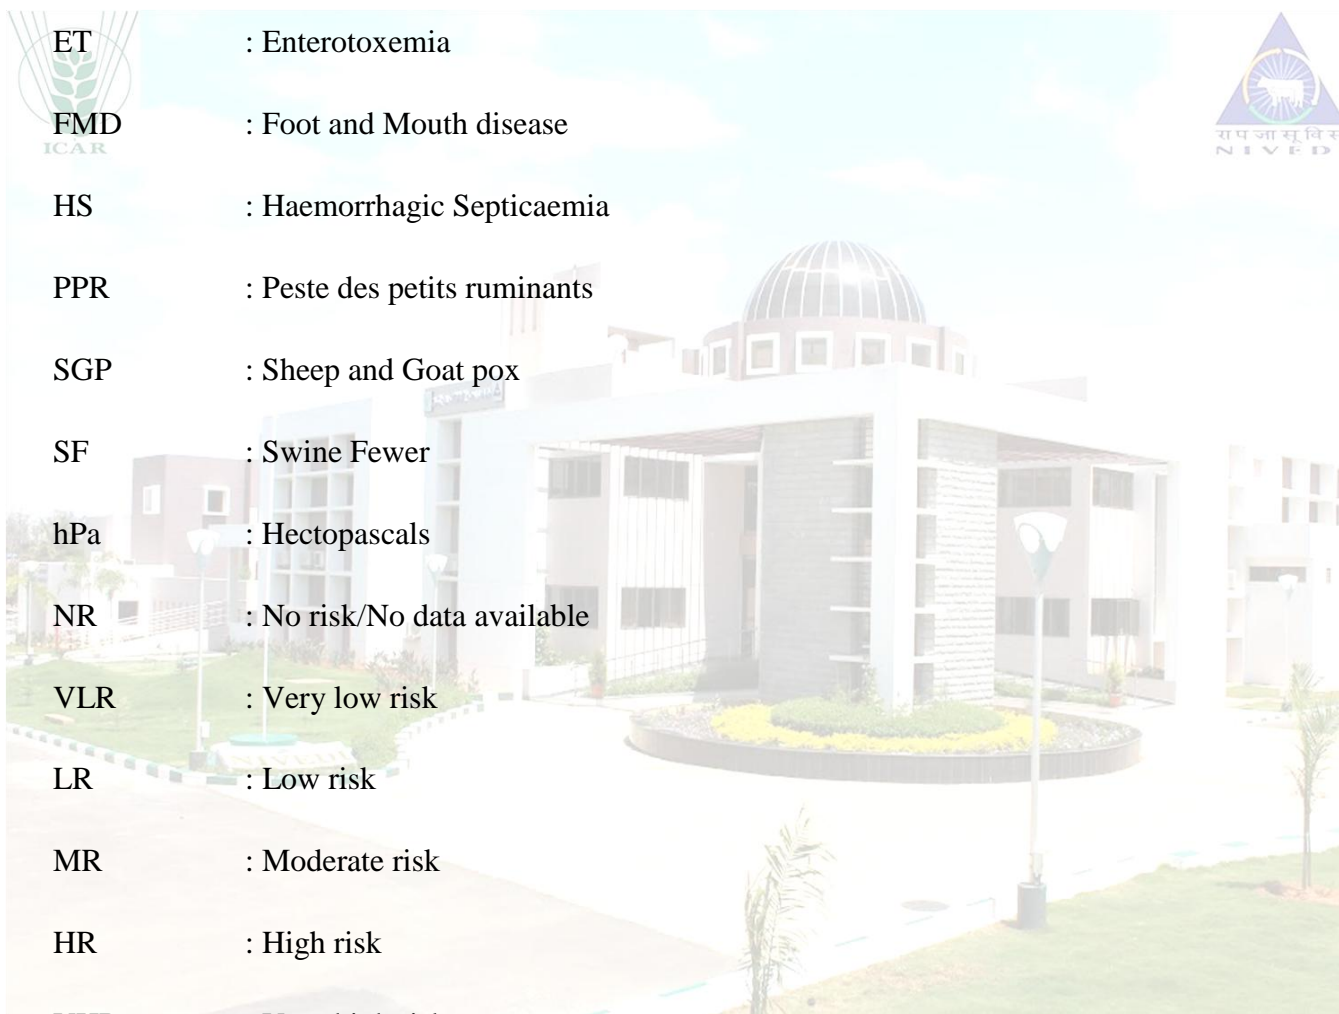 ET : Enterotoxemia
ICAR
FMD : Foot and Mouth disease
रा प जा सू वि सं
NIVEDI
HS : Haemorrhagic Septicaemia
PPR : Peste des petits ruminants
SGP : Sheep and Goat pox
SF : Swine Fewer
hPa : Hectopascals
NR : No risk/No data available
VLR : Very low risk
LR : Low risk
MR : Moderate risk
HR : High risk